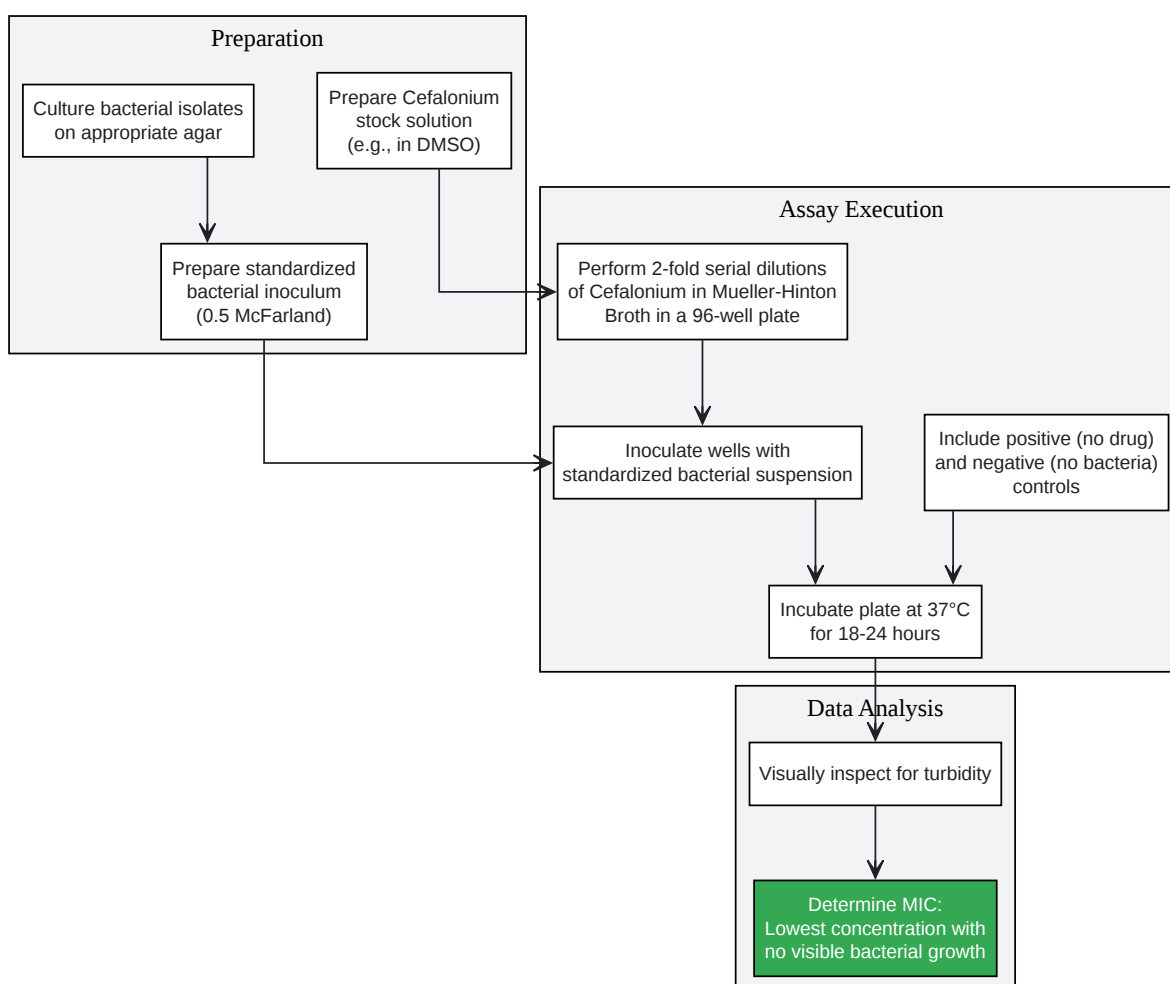 Preparation
Culture bacterial isolates
on appropriate agar
Prepare Cefalonium
stock solution
(e.g., in DMSO)
Prepare standardized
bacterial inoculum
(0.5 McFarland)
Assay Execution
Perform 2-fold serial dilutions
of Cefalonium in Mueller-Hinton
Broth in a 96-well plate
Inoculate wells with
standardized bacterial suspension
Include positive (no drug)
and negative (no bacteria)
controls
Incubate plate at 37°C
for 18-24 hours
Data Analysis
Visually inspect for turbidity
Determine MIC:
Lowest concentration with
no visible bacterial growth